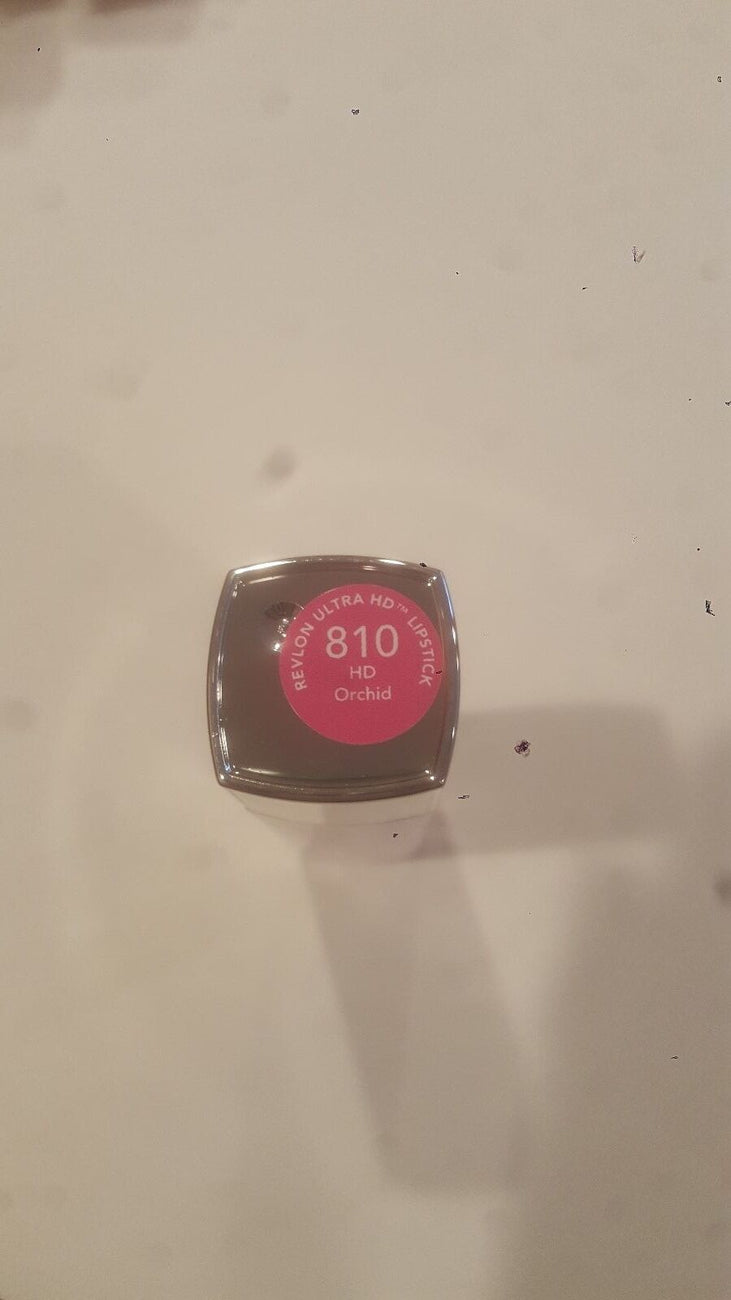 REVLON ULTRA HD™ LIPSTICK
810
HD
Orchid